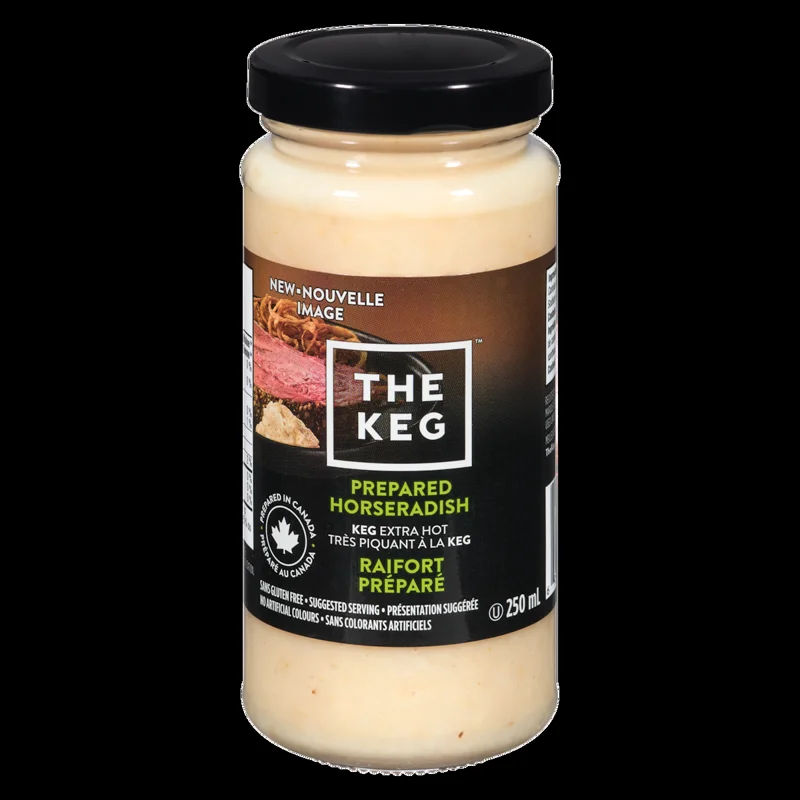 NEW•NOUVELLE
IMAGE
THE
KEG
™
PREPARED
HORSERADISH
KEG EXTRA HOT
TRÈS PIQUANT À LA KEG
RAIFORT
PRÉPARÉ
PREPARED IN CANADA
PRÉPARÉ AU CANADA
SANS GLUTEN FREE • SUGGESTED SERVING • PRÉSENTATION SUGGÉRÉE
NO ARTIFICIAL COLOURS • SANS COLORANTS ARTIFICIELS
U 250 mL